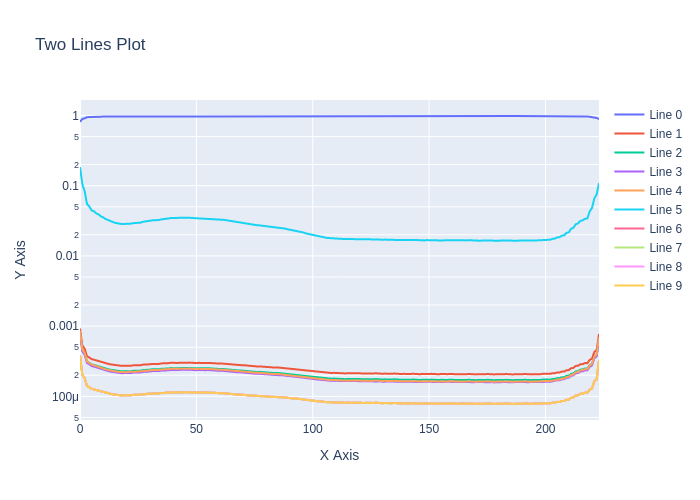 Two Lines Plot
1
5
2
0.1
5
2
0.01
5
2
0.001
5
2
100μ
5
0
50
100
150
200
X Axis
Y Axis
Line 0
Line 1
Line 2
Line 3
Line 4
Line 5
Line 6
Line 7
Line 8
Line 9